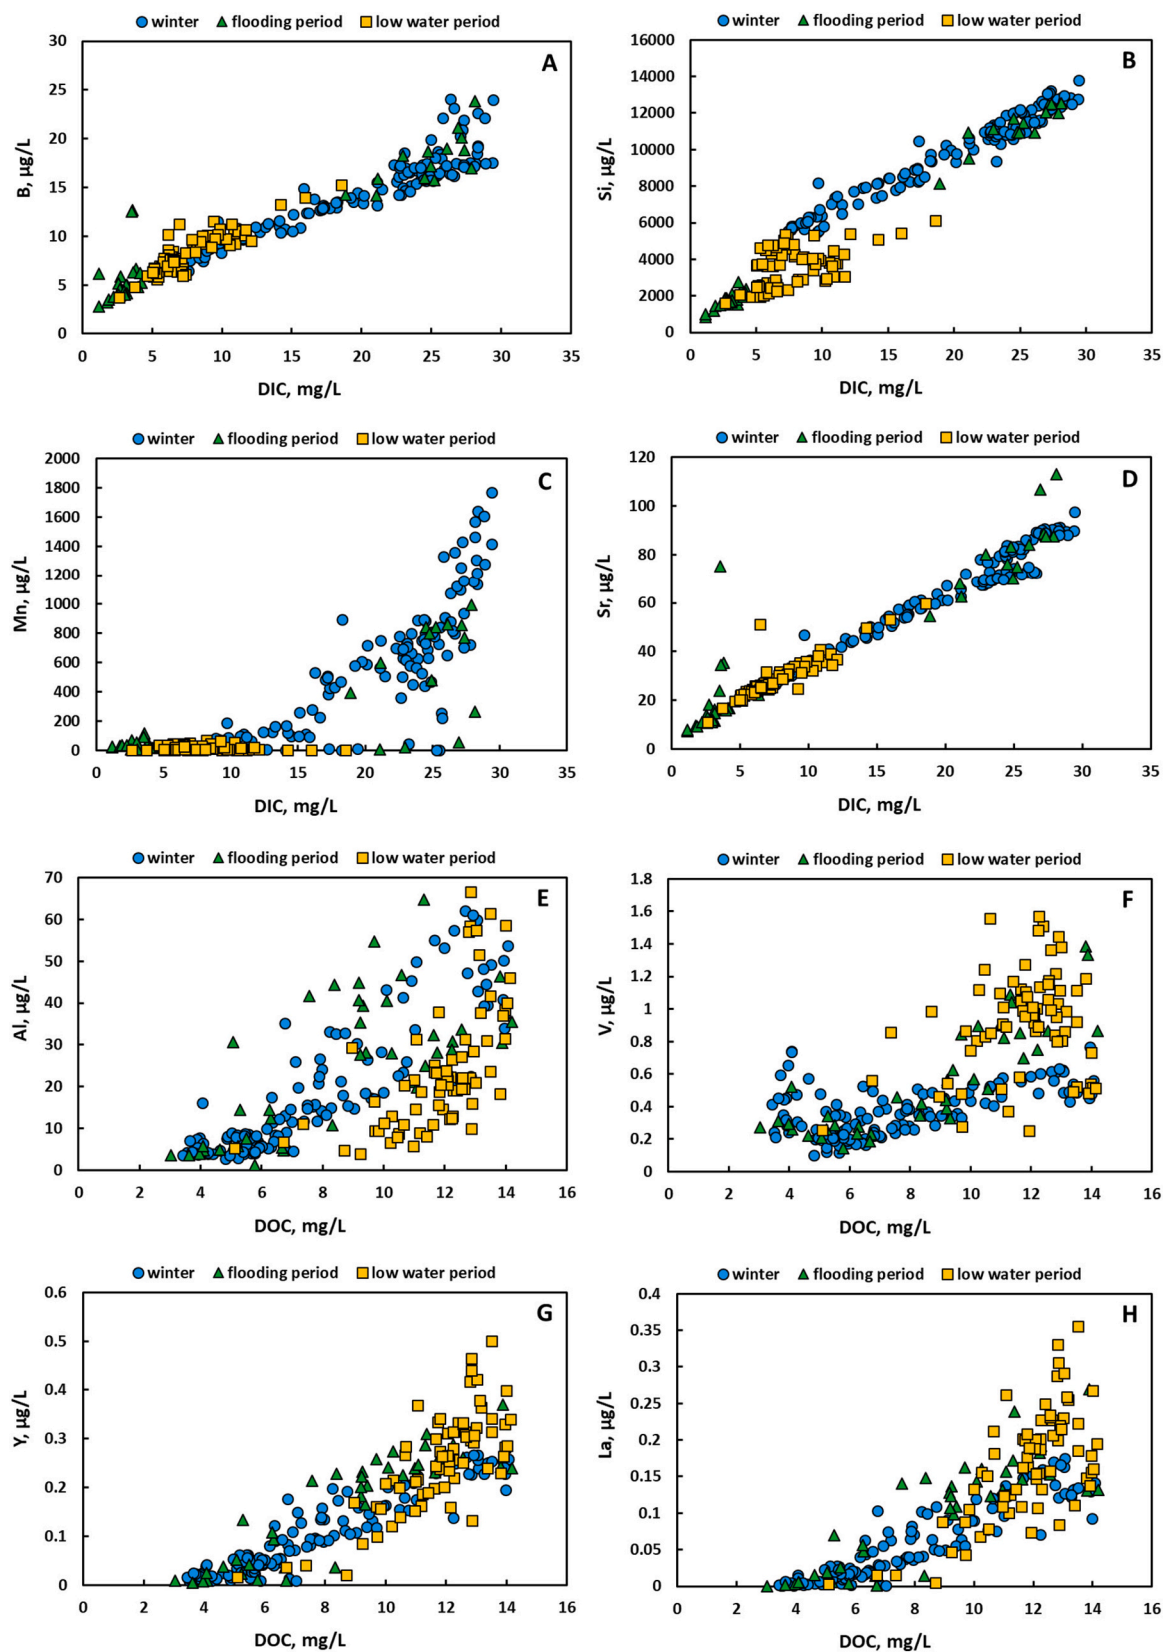 winter flooding period low water period
A
B, µg/L
30
25
20
15
10
5
0
0 5 10 15 20 25 30 35
DIC, mg/L
winter flooding period low water period
B
Si, µg/L
16000
14000
12000
10000
8000
6000
4000
2000
0
0 5 10 15 20 25 30 35
DIC, mg/L
winter flooding period low water period
C
Mn, µg/L
2000
1800
1600
1400
1200
1000
800
600
400
200
0
0 5 10 15 20 25 30 35
DIC, mg/L
winter flooding period low water period
D
Sr, µg/L
120
100
80
60
40
20
0
0 5 10 15 20 25 30 35
DIC, mg/L
winter flooding period low water period
E
Al, µg/L
70
60
50
40
30
20
10
0
0 2 4 6 8 10 12 14 16
DOC, mg/L
winter flooding period low water period
F
V, µg/L
1.8
1.6
1.4
1.2
1
0.8
0.6
0.4
0.2
0
0 2 4 6 8 10 12 14 16
DOC, mg/L
winter flooding period low water period
G
Y, µg/L
0.6
0.5
0.4
0.3
0.2
0.1
0
0 2 4 6 8 10 12 14 16
DOC, mg/L
winter flooding period low water period
H
La, µg/L
0.4
0.35
0.3
0.25
0.2
0.15
0.1
0.05
0
0 2 4 6 8 10 12 14 16
DOC, mg/L